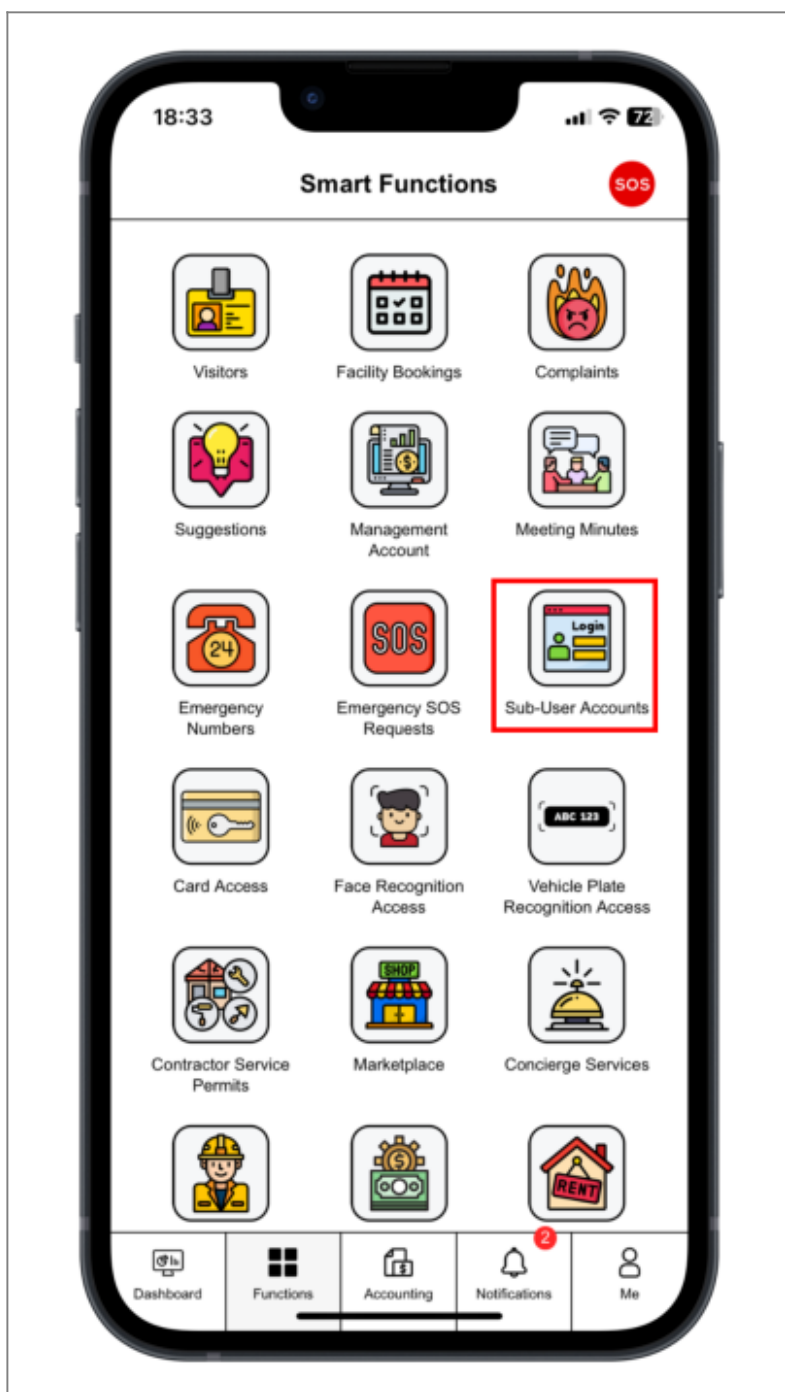 18:33
72
Smart Functions
SOS
Visitors
Facility Bookings
Complaints
Suggestions
Management
Account
Meeting Minutes
24
SOS
Login
Emergency
Numbers
Emergency SOS
Requests
Sub-User Accounts
ABC 123
Card Access
Face Recognition
Access
Vehicle Plate
Recognition Access
SHOP
Contractor Service
Permits
Marketplace
Concierge Services
RENT
2
Dashboard
Functions
Accounting
Notifications
Me